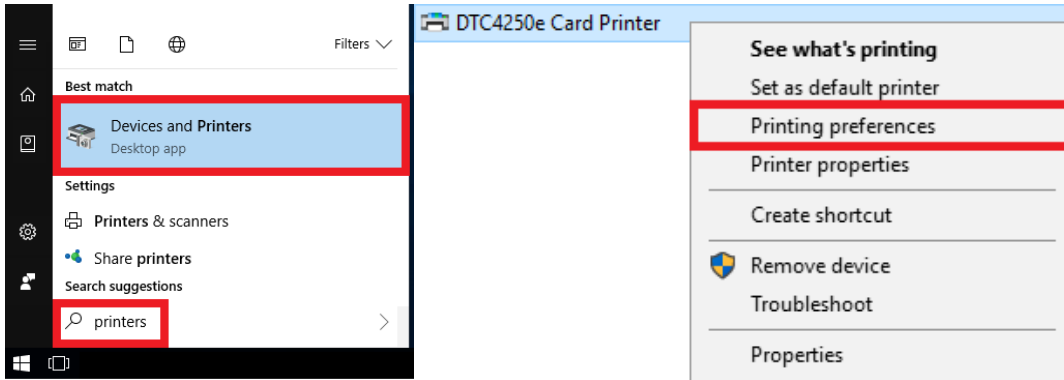 Filters
Best match
Devices and Printers
Desktop app
Settings
Printers & scanners
Share printers
Search suggestions
printers
DTC4250e Card Printer
See what's printing
Set as default printer
Printing preferences
Printer properties
Create shortcut
Remove device
Troubleshoot
Properties